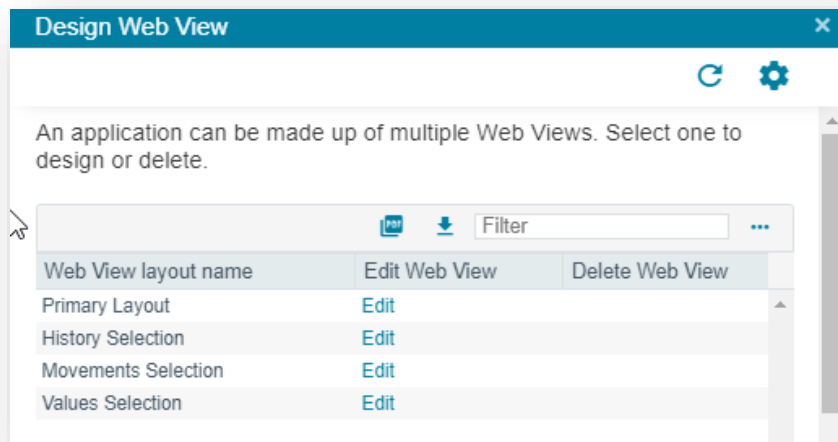 Design Web View
An application can be made up of multiple Web Views. Select one to
design or delete.
PDF
Filter
Web View layout name Edit Web View Delete Web View
Primary Layout Edit
History Selection Edit
Movements Selection Edit
Values Selection Edit